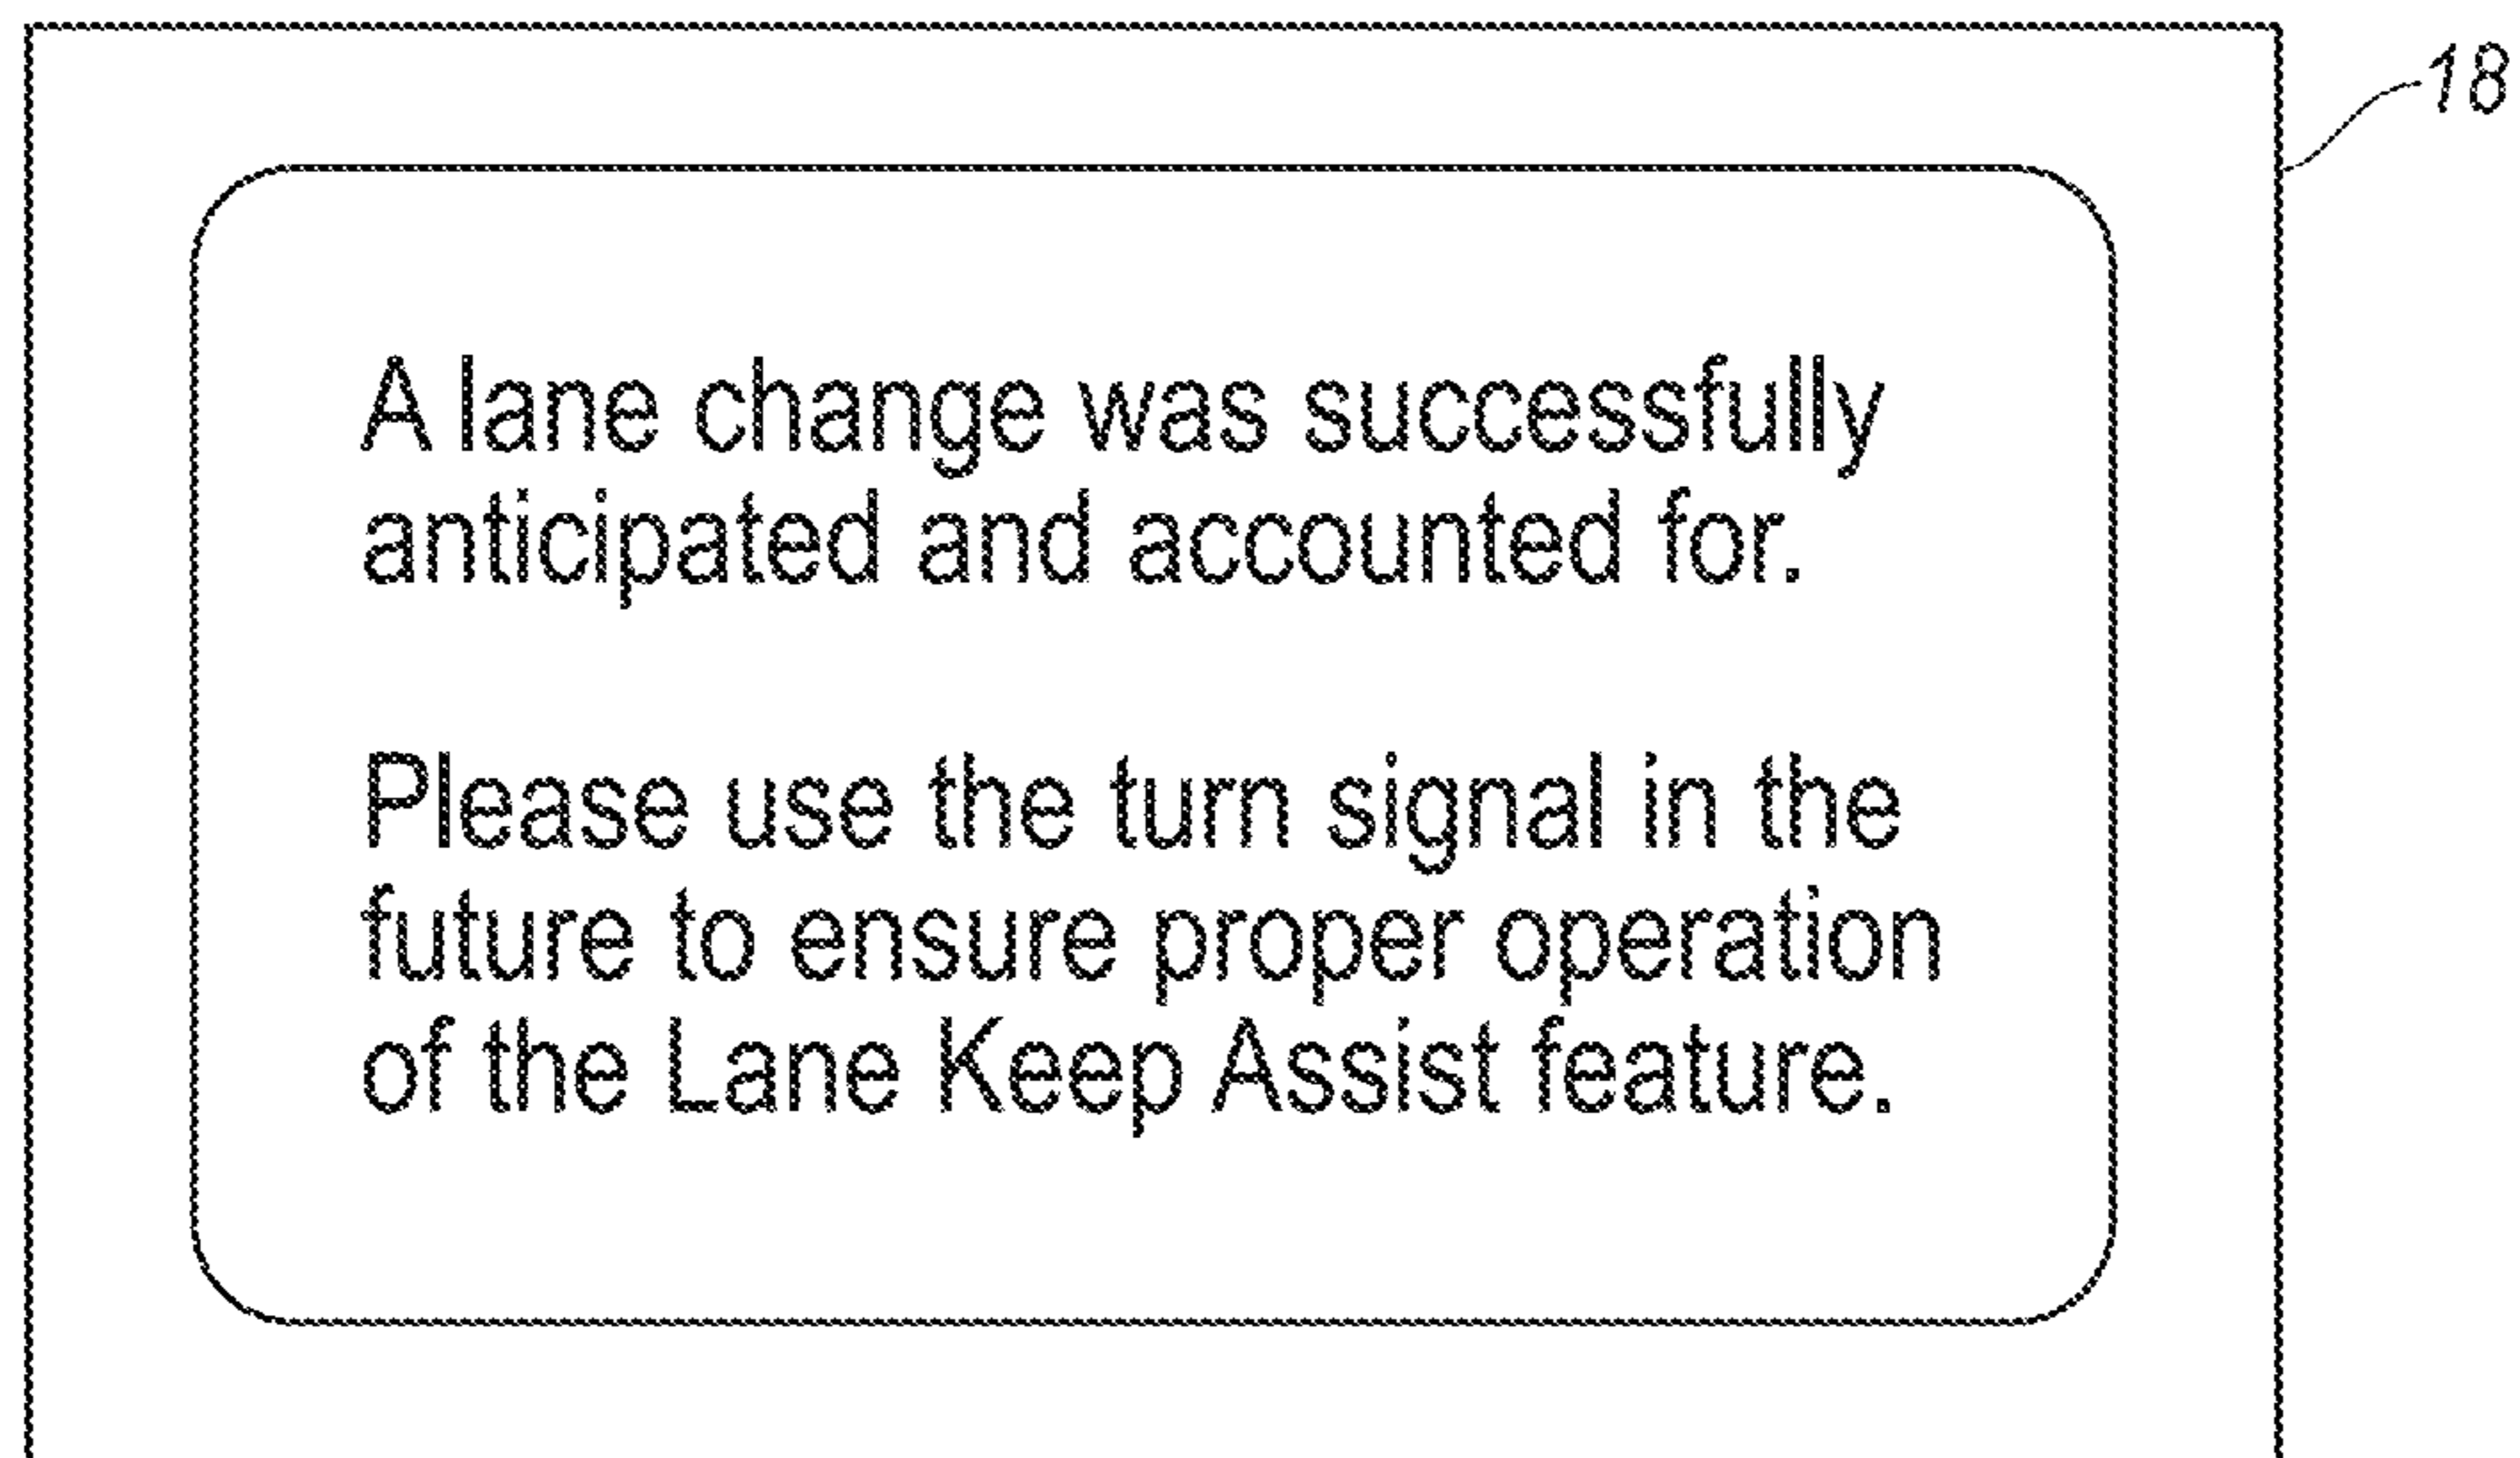 18
A lane change was successfully
anticipated and accounted for.
Please use the turn signal in the
future to ensure proper operation
of the Lane Keep Assist feature.